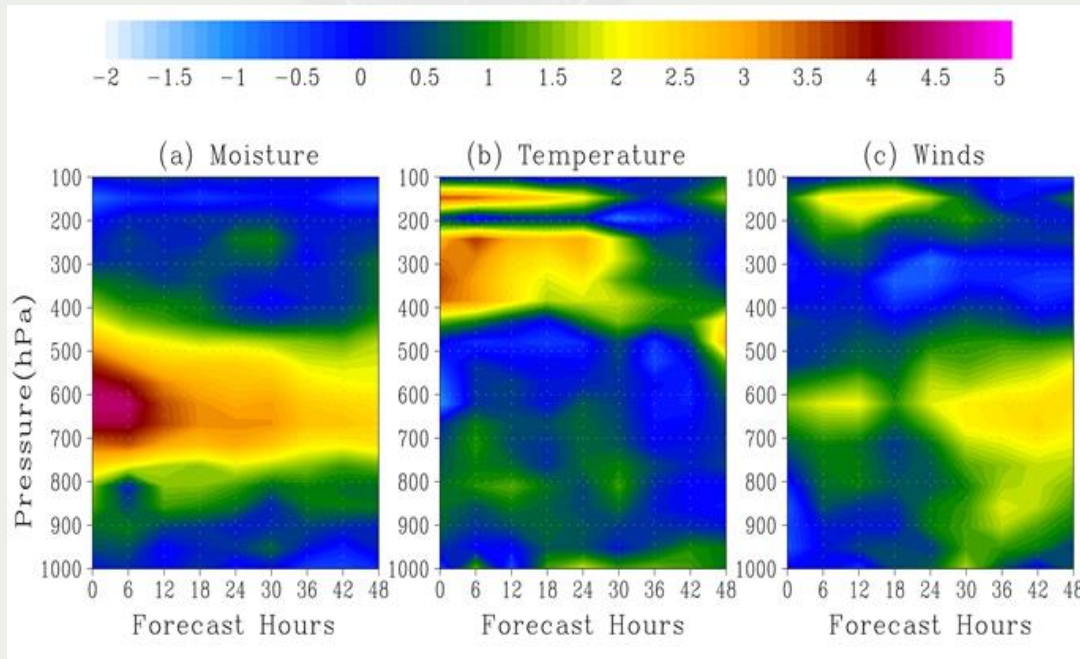 −2 −1.5 −1 −0.5 0 0.5 1 1.5 2 2.5 3 3.5 4 4.5 5
(a) Moisture (b) Temperature (c) Winds
100 100 100
200 200 200
300 300 300
400 400 400
500 500 500
600 600 600
700 700 700
800 800 800
900 900 900
1000 1000 1000
Pressure(hPa)
0 6 12 18 24 30 36 42 48 0 6 12 18 24 30 36 42 48 0 6 12 18 24 30 36 42 48
Forecast Hours Forecast Hours Forecast Hours